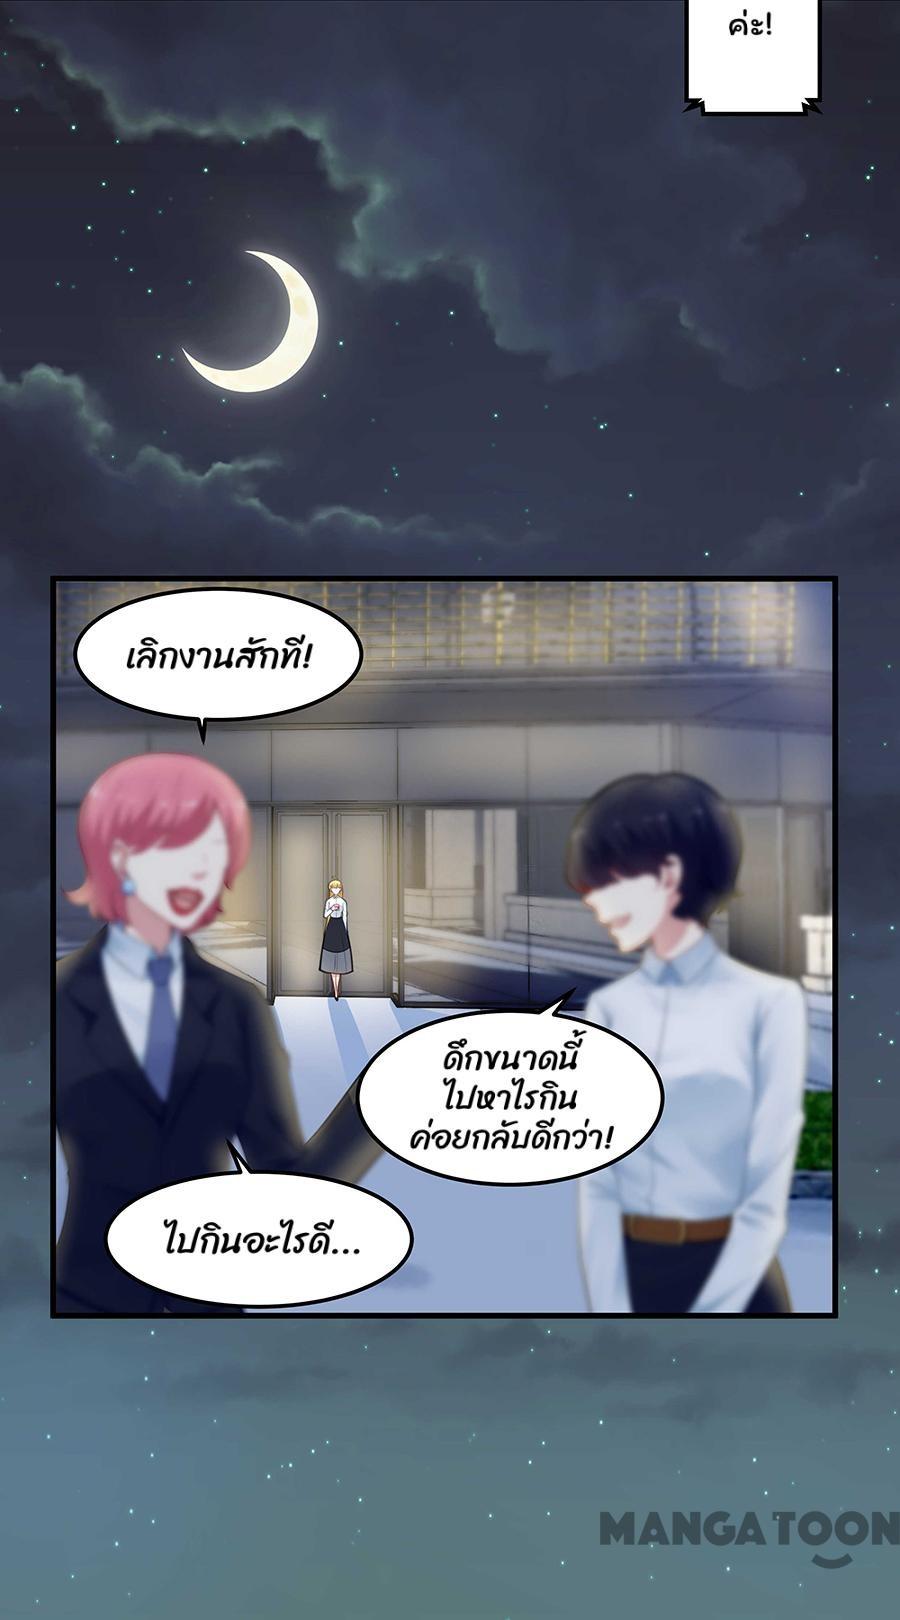 ค่ะ!
เลิกงานสักที!
ดึกขนาดนี้
ไปหาไรกิน
ค่อยกลับดีกว่า!
ไปกินอะไรดี...
MANGATOON